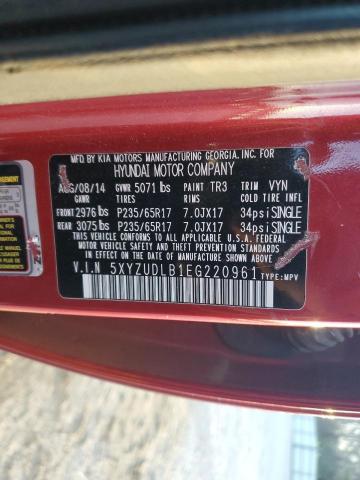 MFD. BY KIA MOTORS MANUFACTURING GEORGIA, INC. FOR
HYUNDAI MOTOR COMPANY
AUG/08/14 GVWR 5071 lbs PAINT TR3 TRIM VYN
GAWR TIRES RIMS COLD TIRE INFL
FRONT 2976 lbs P235/65R17 7.0JX17 34psi SINGLE
REAR 3075 lbs P235/65R17 7.0JX17 34psi SINGLE
THIS VEHICLE CONFORMS TO ALL APPLICABLE U.S. FEDERAL
MOTOR VEHICLE SAFETY AND THEFT PREVENTION STANDARDS
IN EFFECT ON THE DATE OF MANUFACTURE SHOWN ABOVE.
V.I.N 5XYZUDLB1EG220961 TYPE:MPV